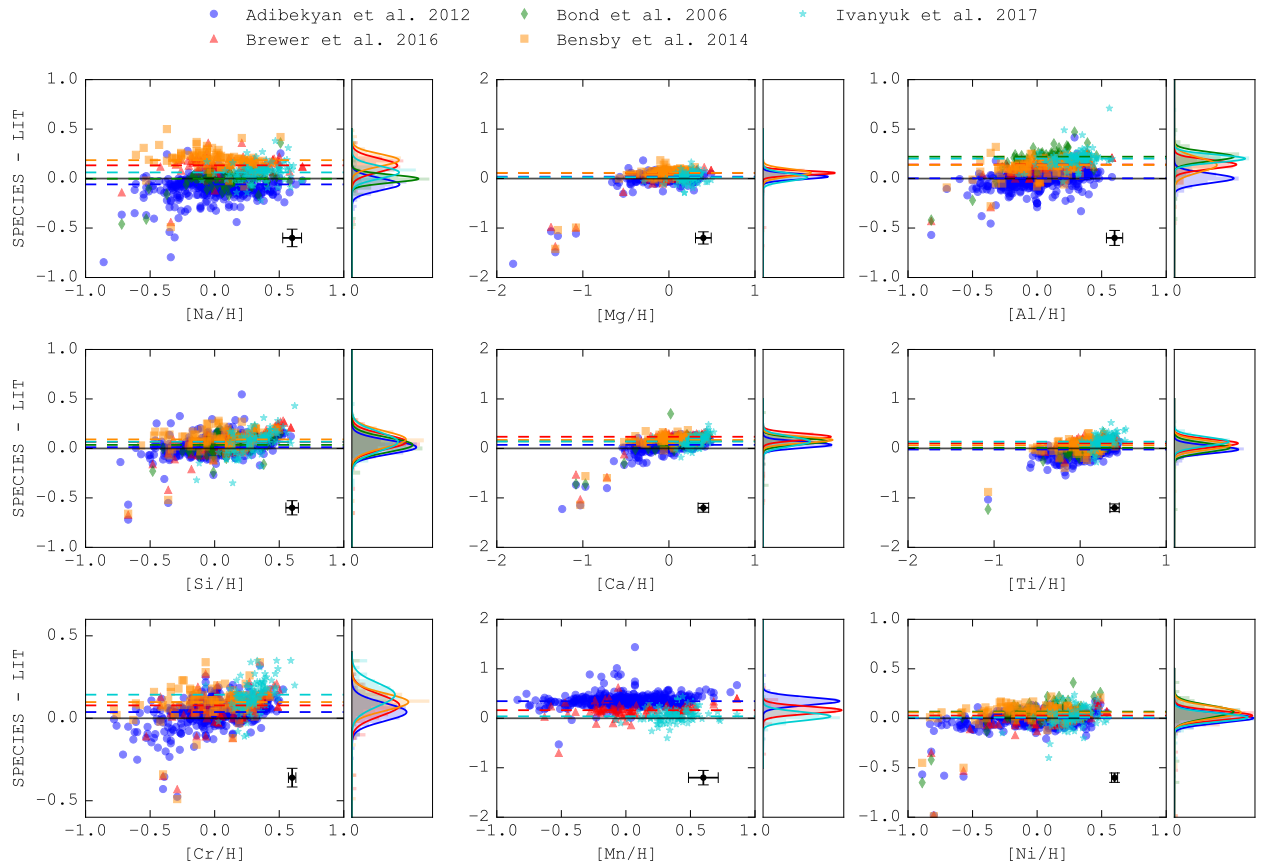 Adibekyan et al. 2012 Bond et al. 2006 Ivanyuk et al. 2017
Brewer et al. 2016 Bensby et al. 2014
1.0 2 1.0
0.5 1 0.5
SPECIES - LIT 0.0 0 0.0
−0.5 −1 −0.5
−1.0 −2 −1.0
−1.0 −0.5 0.0 0.5 1.0 −2 −1 0 1 −1.0 −0.5 0.0 0.5 1.0
[Na/H] [Mg/H] [Al/H]
1.0 2 2
0.5 1 1
SPECIES - LIT 0.0 0 0
−0.5 −1 −1
−1.0 −2 −2
−1.0 −0.5 0.0 0.5 1.0 −2 −1 0 1 −2 −1 0 1
[Si/H] [Ca/H] [Ti/H]
2 1.0
0.5 1 0.5
SPECIES - LIT 0.0 0 0.0
−1 −0.5
−0.5 −2 −1.0
−1.0 −0.5 0.0 0.5 1.0 −1.0 −0.5 0.0 0.5 1.0 −1.0 −0.5 0.0 0.5 1.0
[Cr/H] [Mn/H] [Ni/H]